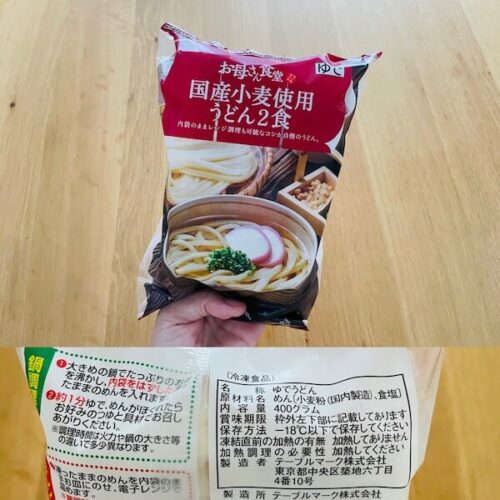 お母さん食堂
ゆで
国産小麦使用
うどん2食
内袋のままレンジ調理も可能なコシが自慢のうどん。
鍋調理
1 大きめの鍋でたっぷりのお
を沸かし、内袋をはずした
たままのめんを入れます。
2 約1分ゆで、めんがほぐれたら
お好みのつゆと具材でお召し
あがりください。
※調理時間は火力や鍋の大きさ等
の違いで多少異なります。
ったままのめんを内袋のま
皿にのせ、電子レンジで
(冷凍食品)
名称 ゆでうどん
原材料名 めん(小麦粉(国内製造)、食塩)
内容量 400グラム
賞味期限 枠外左下部に記載してあります
保存方法 -18℃以下で保存してください
凍結前加熱の有無 加熱してありません
加熱調理の必要性 加熱してください
製造者 テーブルマーク株式会社
東京都中央区築地六丁目
4番10号
製造所 テーブルマーク株式会社